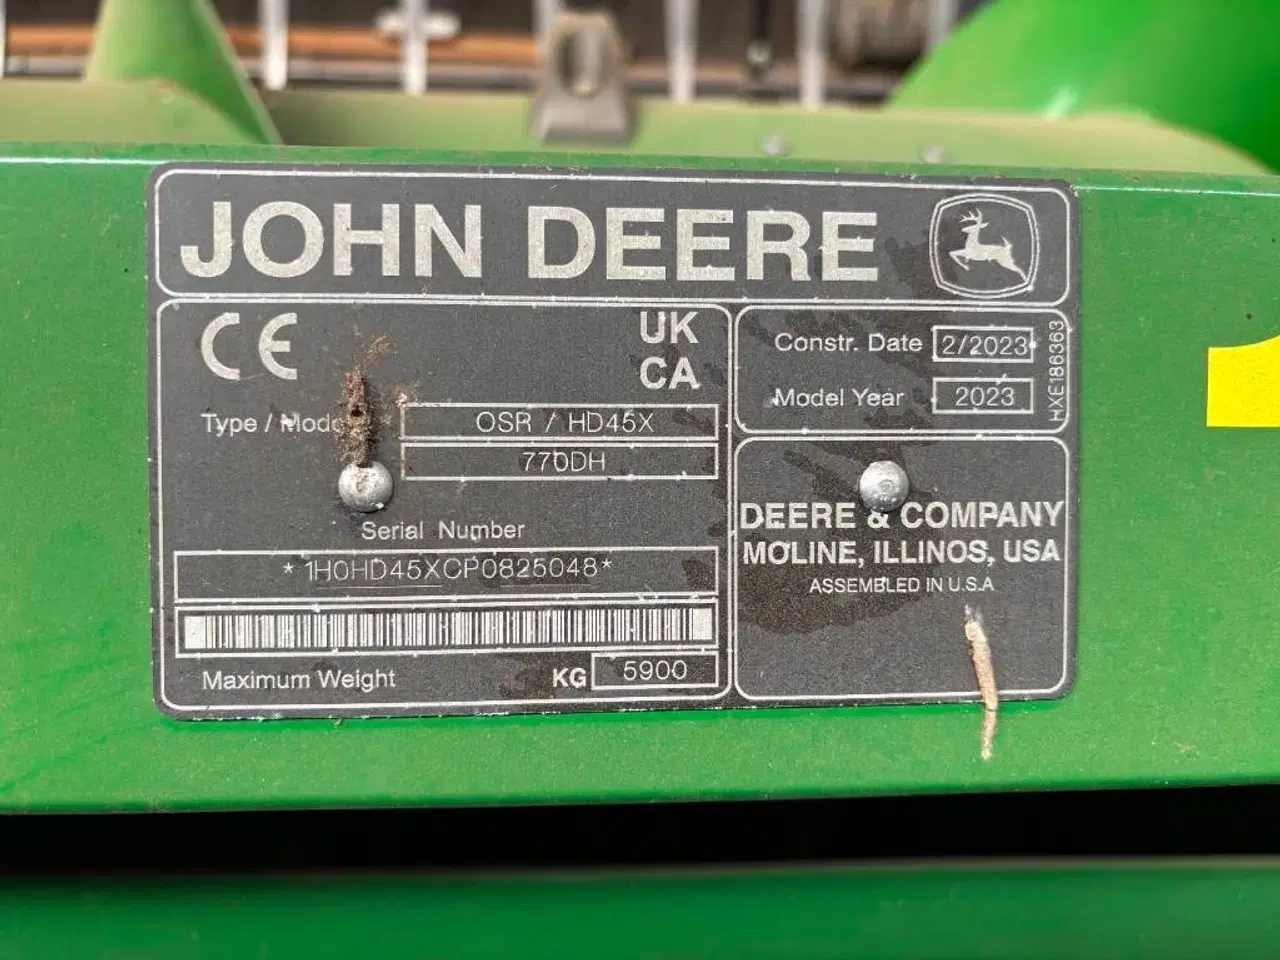 JOHN DEERE
CE
UK
CA
Type / Model
OSR / HD45X
770DH
Serial Number
*1H0HD45XCP0825048*
Maximum Weight
KG 5900
Constr. Date 2/2023
Model Year 2023
HXE186363
DEERE & COMPANY
MOLINE, ILLINOS, USA
ASSEMBLED IN U.S.A